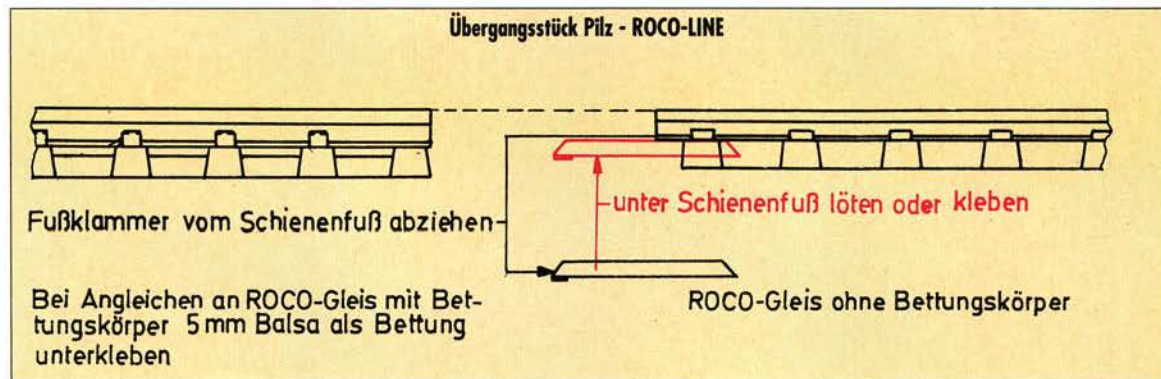 Übergangsstück Pilz - ROCO-LINE
unter Schienenfuß löten oder kleben
Fußklammer vom Schienenfuß abziehen
Bei Angleichen an ROCO-Gleis mit Bet-
tungskörper 5 mm Balsa als Bettung
unterkleben
ROCO-Gleis ohne Bettungskörper